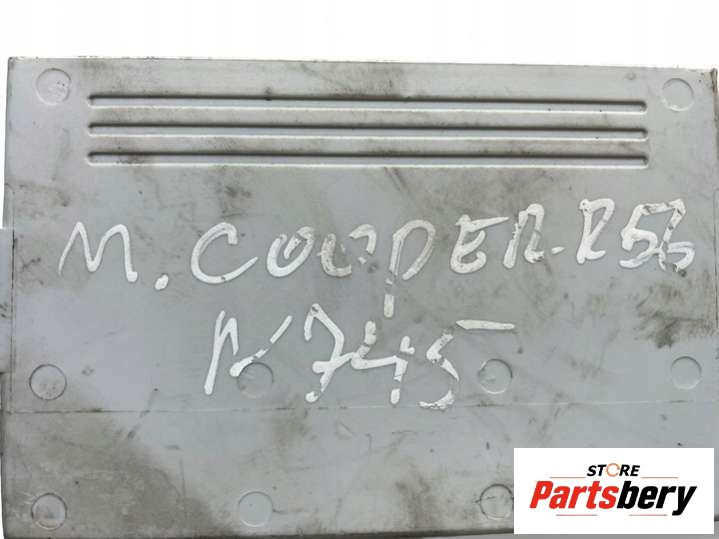 M. COOPER. R56
N745
STORE
Partsbery